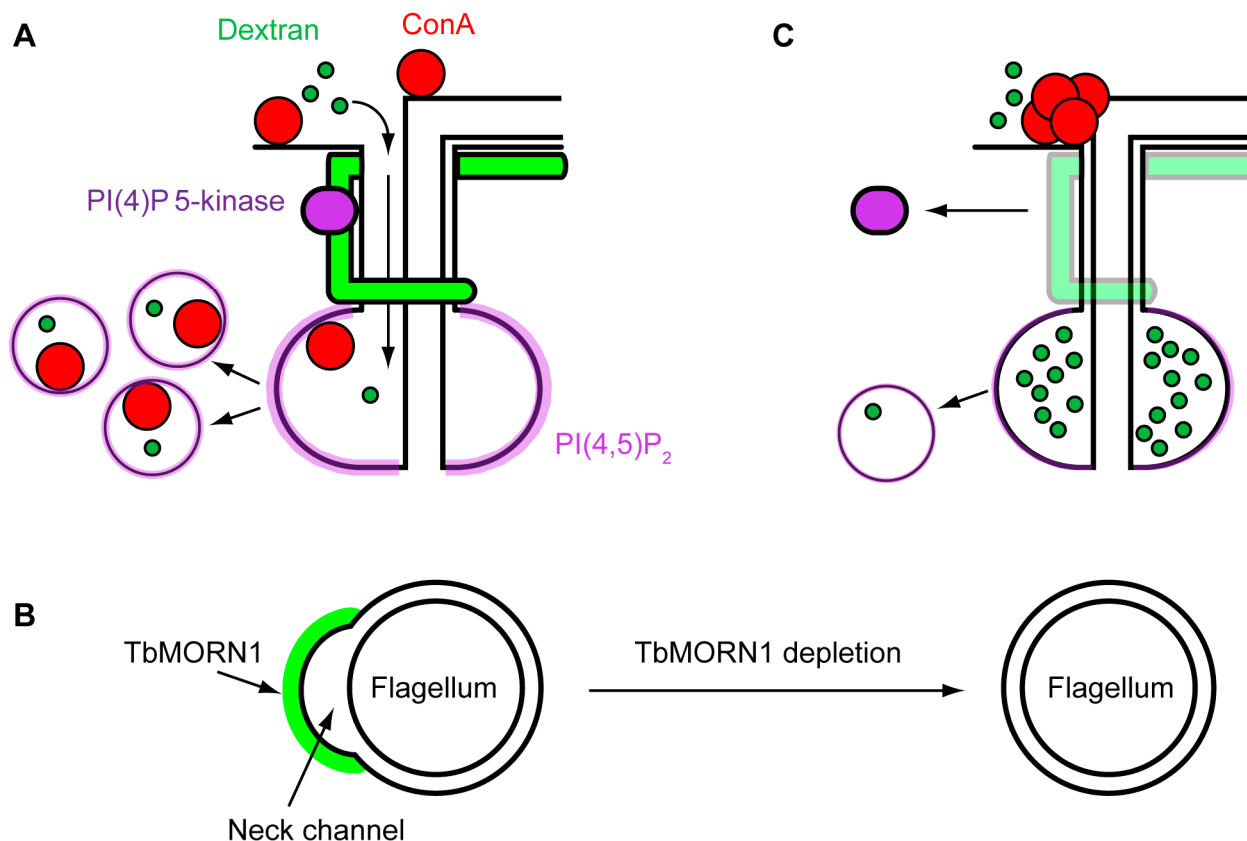 A
Dextran
ConA
PI(4)P 5-kinase
PI(4,5)P₂
C
B
TbMORN1
Flagellum
Neck channel
TbMORN1 depletion
Flagellum